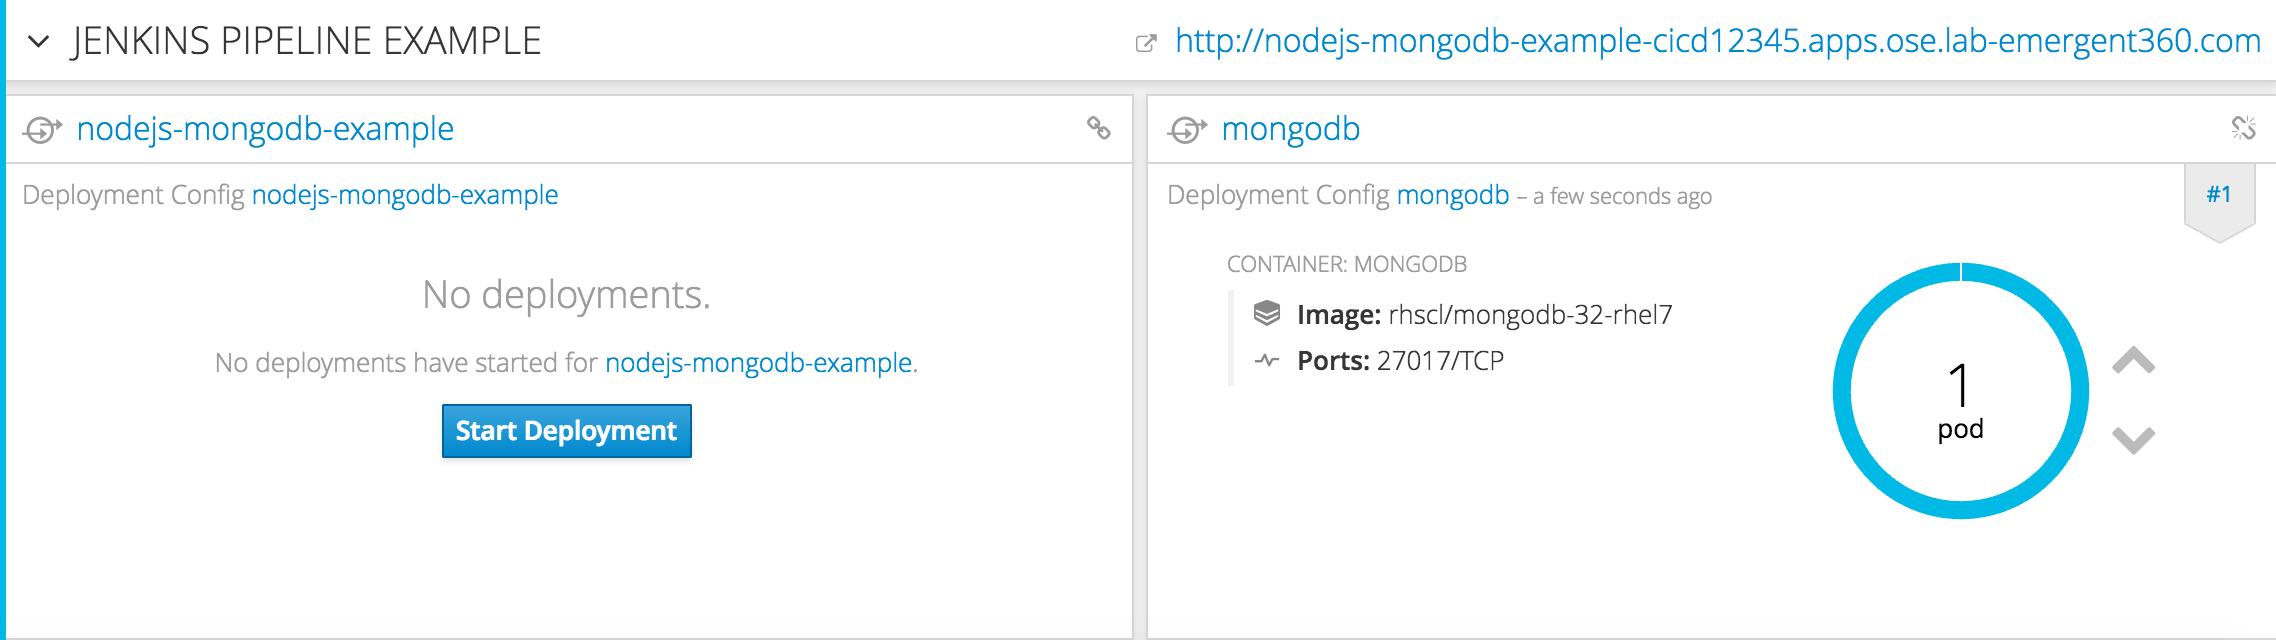 JENKINS PIPELINE EXAMPLE
http://nodejs-mongodb-example-cicd12345.apps.ose.lab-emergent360.com
nodejs-mongodb-example
Deployment Config nodejs-mongodb-example
No deployments.
No deployments have started for nodejs-mongodb-example.
Start Deployment
mongodb
Deployment Config mongodb – a few seconds ago
#1
CONTAINER: MONGODB
Image: rhscl/mongodb-32-rhel7
Ports: 27017/TCP
1
pod